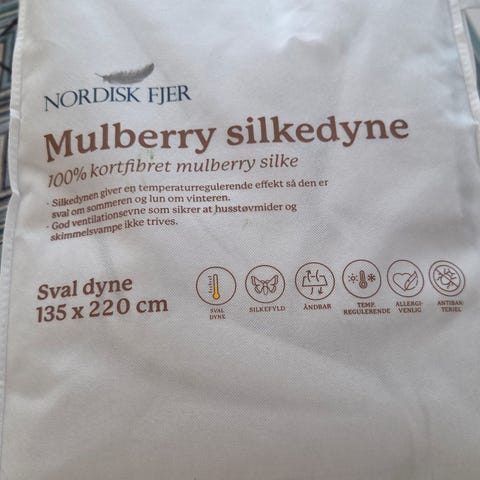 NORDISK FJER
Mulberry silkedyne
100% kortfibret mulberry silke
· Silkedynen giver en temperaturregulerende effekt så den er
sval om sommeren og lun om vinteren.
· God ventilationsevne som sikrer at husstøvmider og
skimmelsvampe ikke trives.
Sval dyne
135 x 220 cm
SVAL
DYNE
SILKEFYLD
ÅNDBAR
TEMP.
REGULERENDE
ALLERGI-
VENLIG
ANTIBAK-
TERIEL